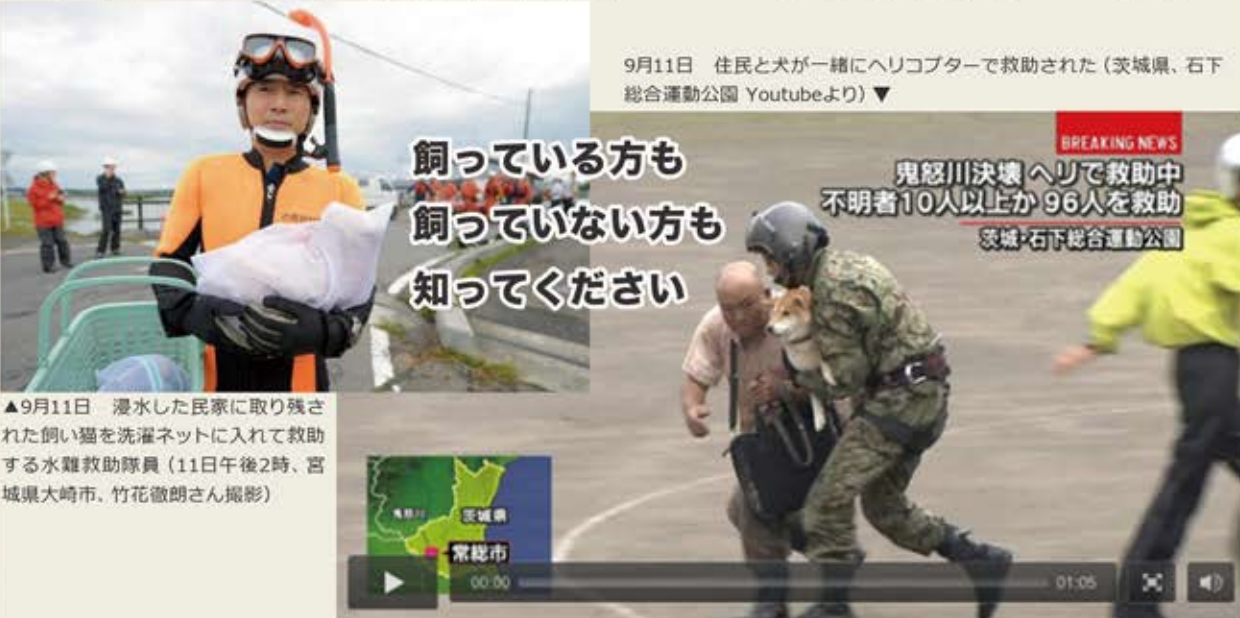 9月11日　住民と犬が一緒にヘリコプターで救助された（茨城県、石下
総合運動公園 Youtubeより）▼
飼っている方も
飼っていない方も
知ってください
BREAKING NEWS
鬼怒川決壊 ヘリで救助中
不明者10人以上か 96人を救助
茨城・石下総合運動公園
▲9月11日　浸水した民家に取り残さ
れた飼い猫を洗濯ネットに入れて救助
する水難救助隊員（11日午後2時、宮
城県大崎市、竹花徹朗さん撮影）
鬼怒川
茨城県
常総市
00:00
01:05